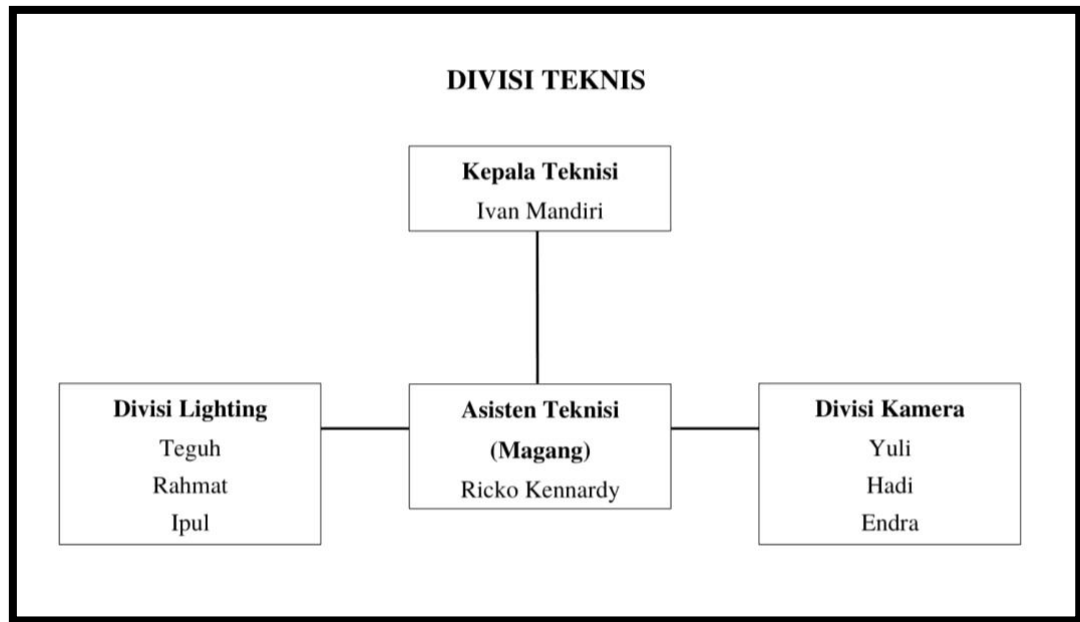 DIVISI TEKNIS
Kepala Teknisi
Ivan Mandiri
Divisi Lighting
Teguh
Rahmat
Ipul
Asisten Teknisi
(Magang)
Ricko Kennardy
Divisi Kamera
Yuli
Hadi
Endra